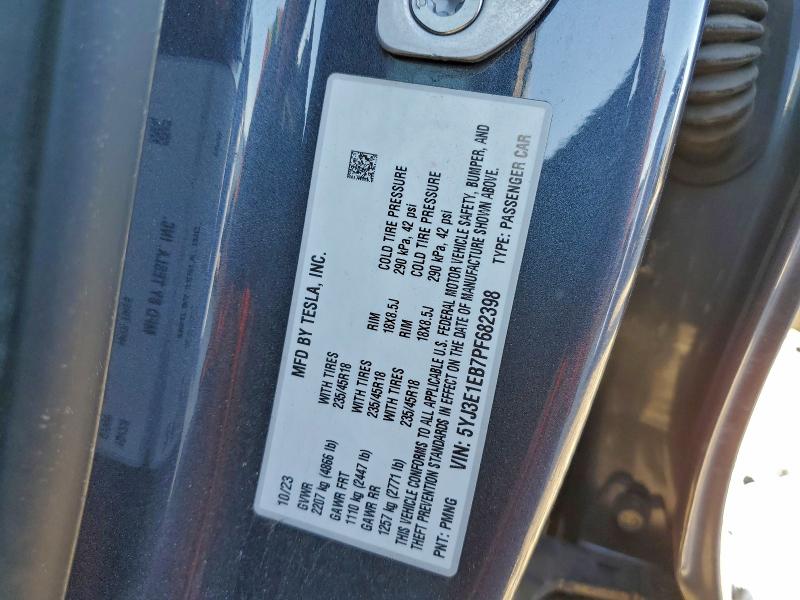 MFD BY TESLA, INC.
10/23
GVWR
2207 kg (4866 lb)
GAWR FRT
1110 kg (2447 lb)
WITH TIRES
235/45R18
RIM
18X8.5J
COLD TIRE PRESSURE
290 kPa, 42 psi
GAWR RR
1257 kg (2771 lb)
WITH TIRES
235/45R18
RIM
18X8.5J
COLD TIRE PRESSURE
290 kPa, 42 psi
WITH TIRES
235/45R18
THIS VEHICLE CONFORMS TO ALL APPLICABLE U.S. FEDERAL MOTOR VEHICLE SAFETY, BUMPER, AND
THEFT PREVENTION STANDARDS IN EFFECT ON THE DATE OF MANUFACTURE SHOWN ABOVE.
PNT: PMNG VIN: 5YJ3E1EB7PF682398 TYPE: PASSENGER CAR